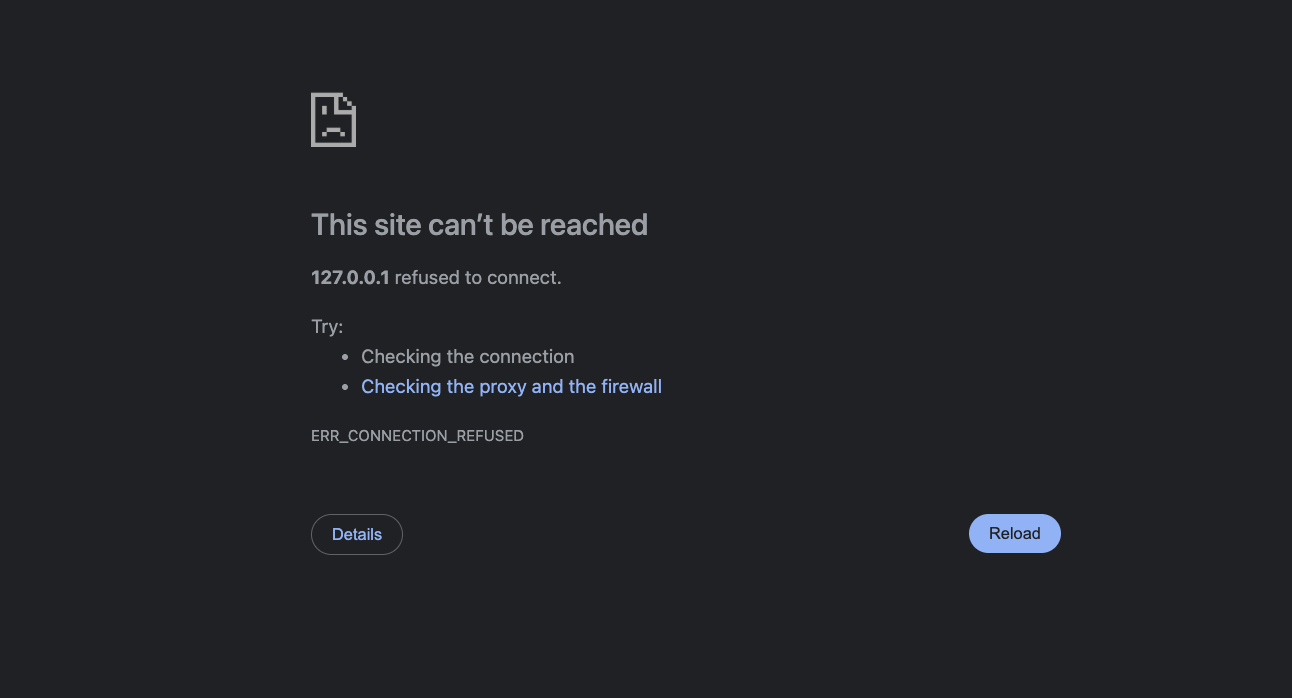 This site can’t be reached
127.0.0.1 refused to connect.
Try:
Checking the connection
Checking the proxy and the firewall
ERR_CONNECTION_REFUSED
Details
Reload